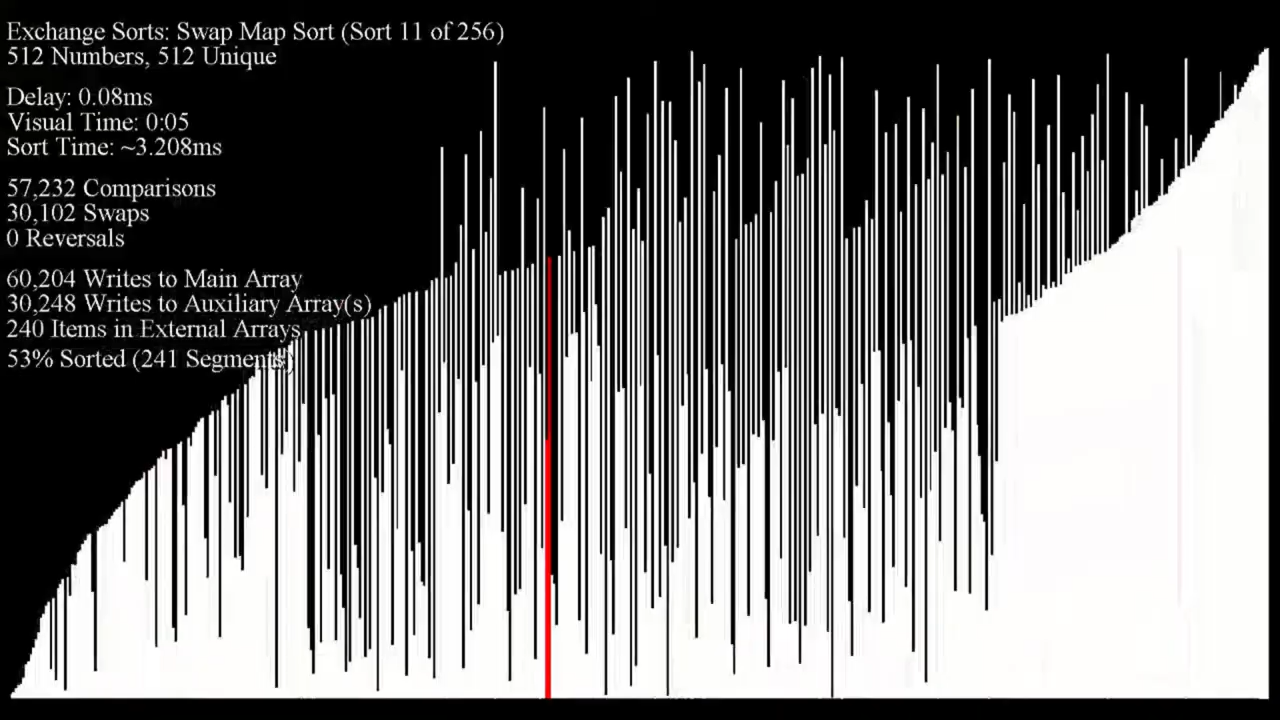 Exchange Sorts: Swap Map Sort (Sort 11 of 256)
512 Numbers, 512 Unique
Delay: 0.08ms
Visual Time: 0:05
Sort Time: ~3.208ms
57,232 Comparisons
30,102 Swaps
0 Reversals
60,204 Writes to Main Array
30,248 Writes to Auxiliary Array(s)
240 Items in External Arrays
53% Sorted (241 Segments)